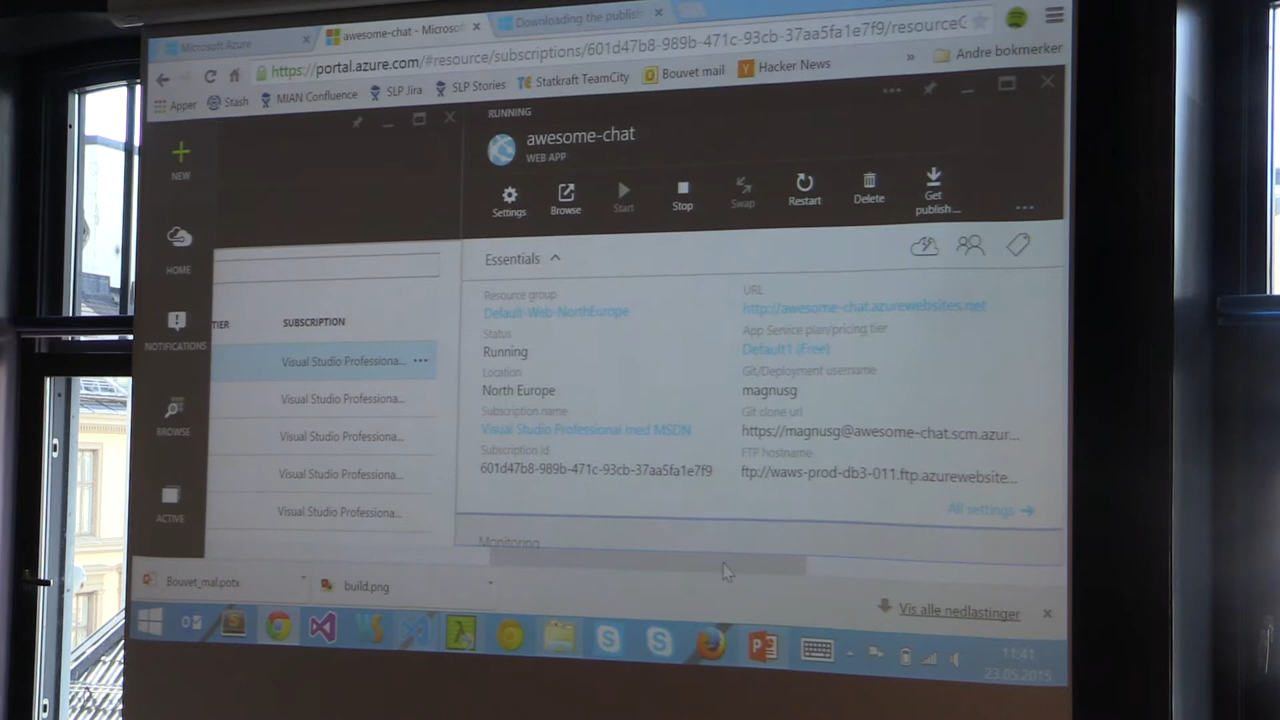 Microsoft Azure
awesome-chat - Microsof
Downloading the publish
https://portal.azure.com/#resource/subscriptions/601d47b8-989b-471c-93cb-37aa5fa1e7f9/resourceG
Apper Stash MIAN Confluence SLP Jira SLP Stories Statkraft TeamCity Bouvet mail Hacker News » Andre bokmerker
NEW
HOME
NOTIFICATIONS
BROWSE
ACTIVE
TIER SUBSCRIPTION
Visual Studio Professiona... ...
Visual Studio Professiona...
Visual Studio Professiona...
Visual Studio Professiona...
Visual Studio Professiona...
RUNNING
awesome-chat
WEB APP
Settings Browse Start Stop Swap Restart Delete Get publish...
Essentials
Resource group
Default-Web-NorthEurope
Status
Running
Location
North Europe
Subscription name
Visual Studio Professional med MSDN
Subscription id
601d47b8-989b-471c-93cb-37aa5fa1e7f9
URL
http://awesome-chat.azurewebsites.net
App Service plan/pricing tier
Default1 (Free)
Git/Deployment username
magnusg
Git clone url
https://magnusg@awesome-chat.scm.azur...
FTP hostname
ftp://waws-prod-db3-011.ftp.azurewebsite...
All settings →
Monitoring
Bouvet_mal.potx
build.png
Vis alle nedlastinger
11:41
23.05.2015